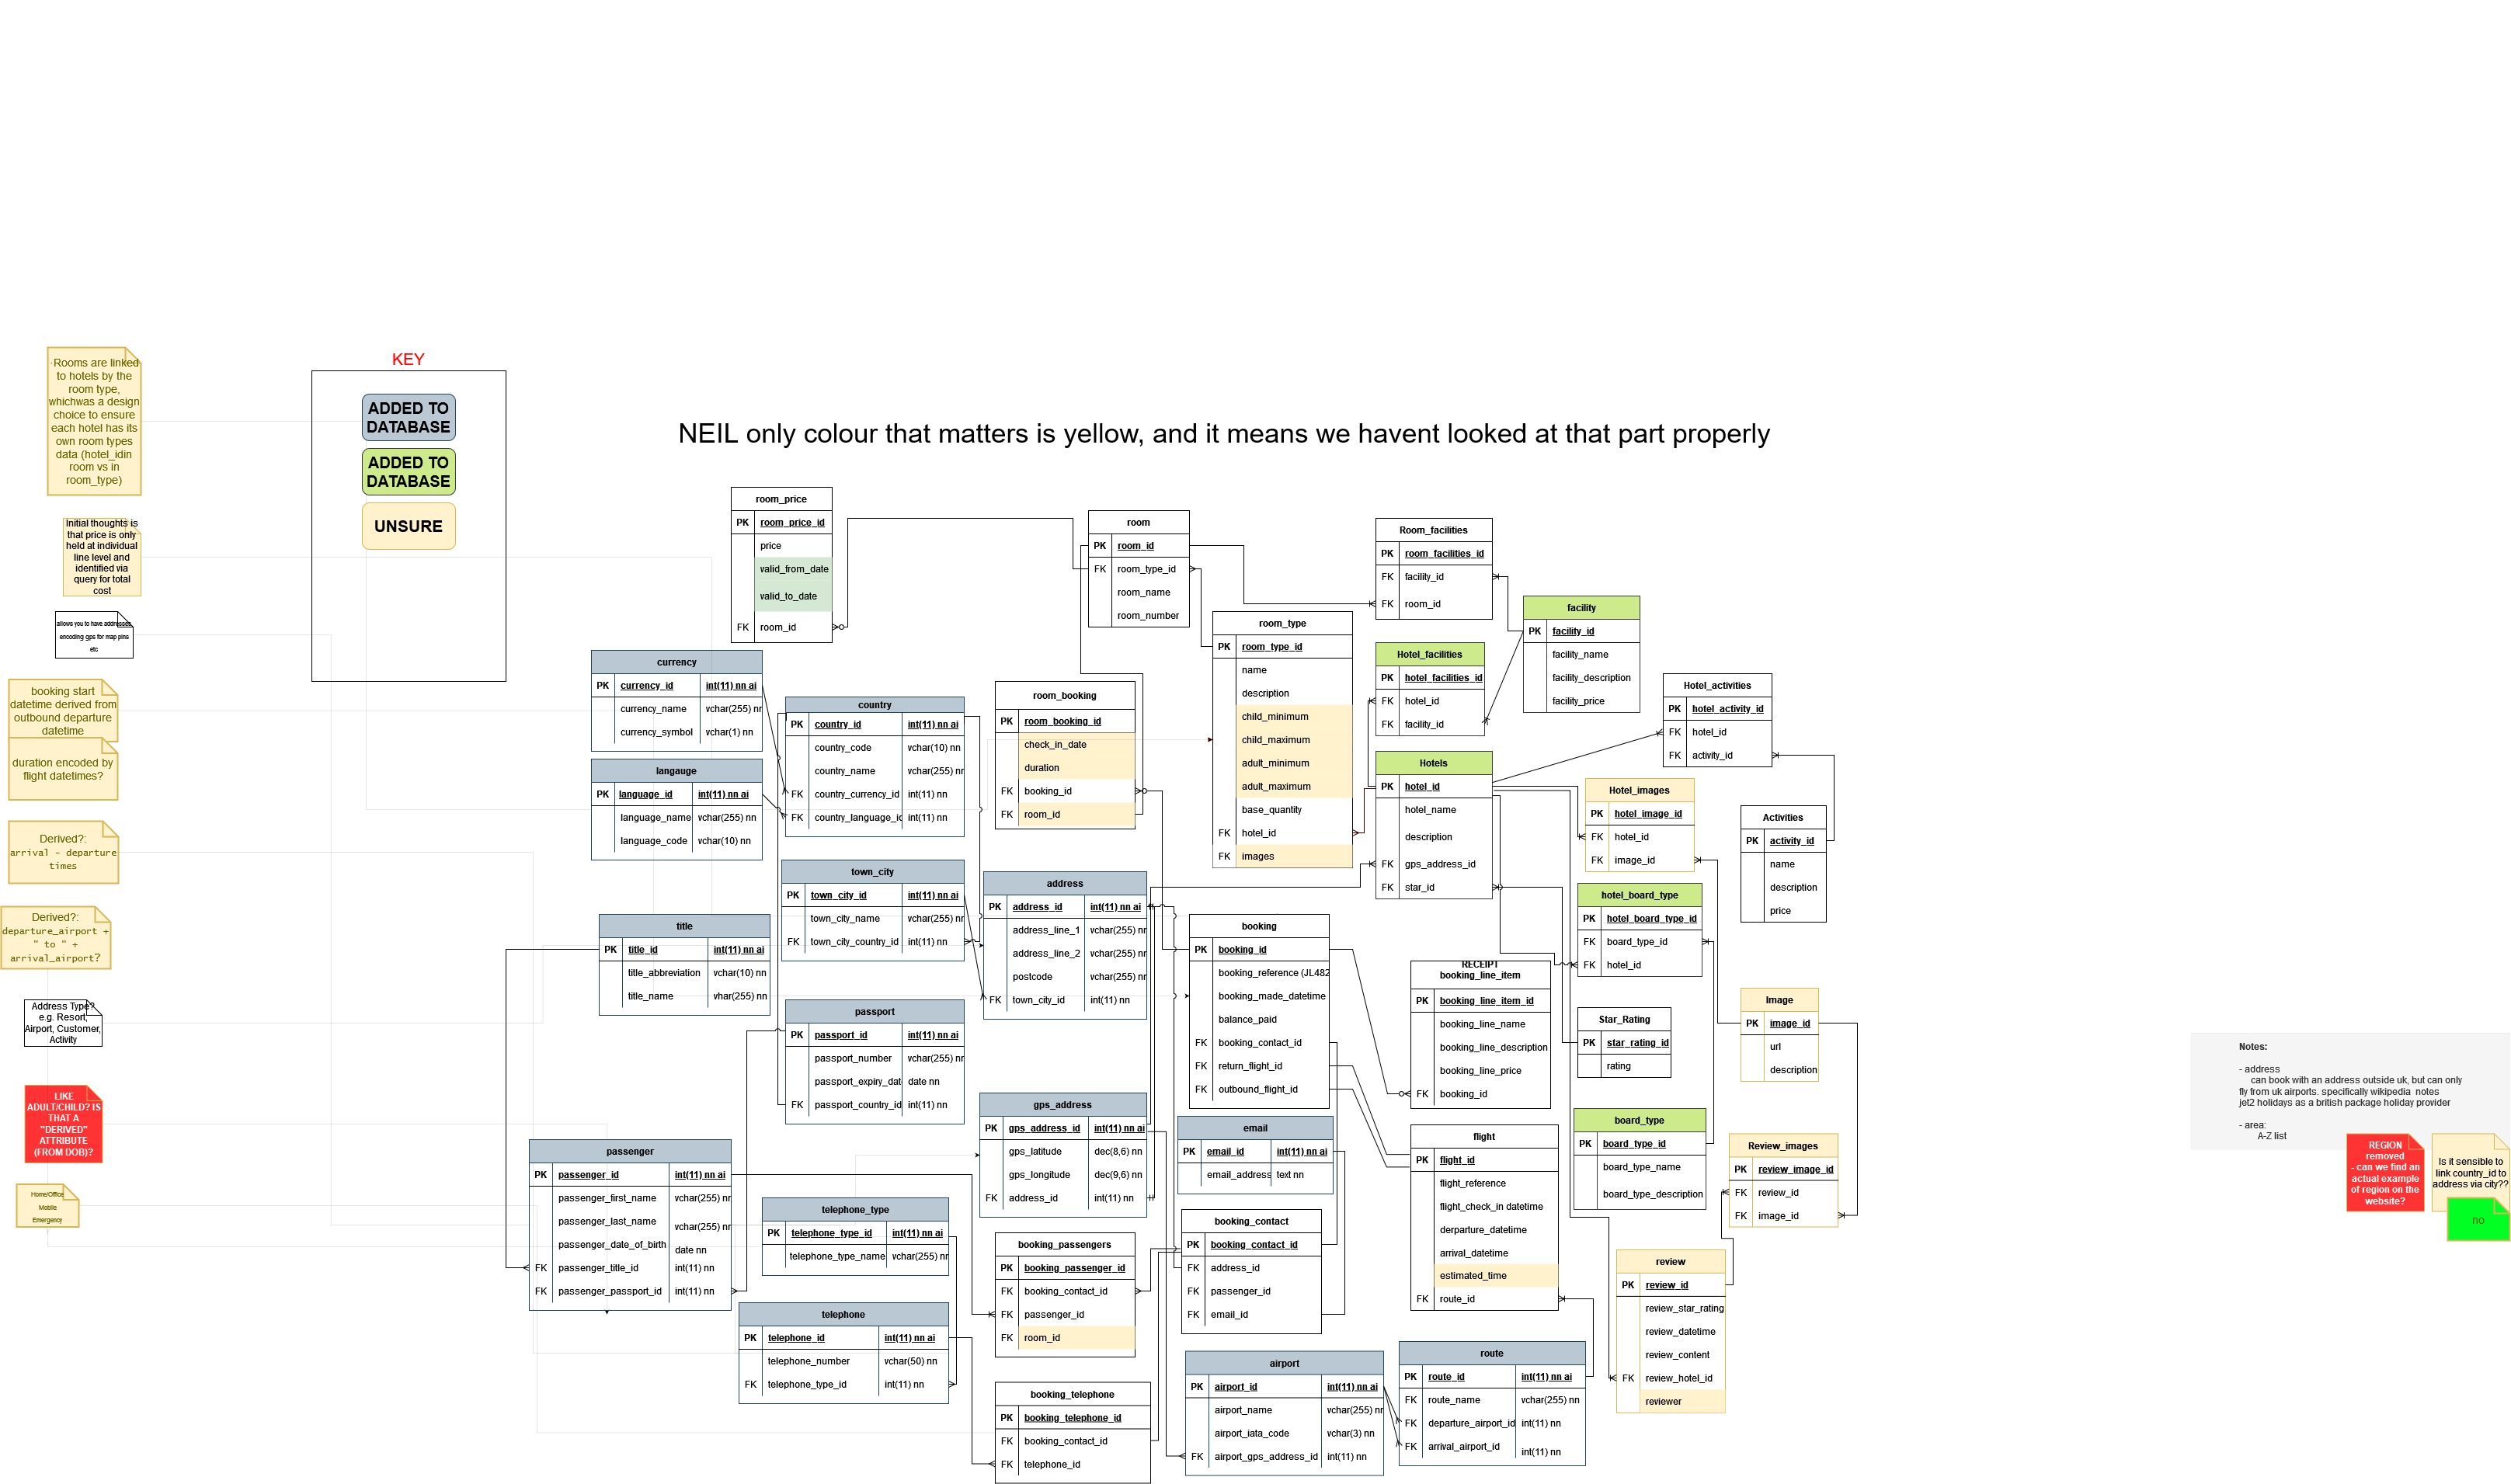 · Rooms are linked
to hotels by the
room type,
whichwas a design
choice to ensure
each hotel has its
own room types
data (hotel_idin
room vs in
room_type)
Initial thoughts is
that price is only
held at individual
line level and
identified via
query for total
cost
allows you to have addresses
encoding gps for map pins
etc
booking start
datetime derived from
outbound departure
datetime
duration encoded by
flight datetimes?
Derived?:
arrival - departure
times
Derived?:
departure_airport +
" to " +
arrival_airport?
Address Type?
e.g. Resort,
Airport, Customer,
Activity
LIKE
ADULT/CHILD? IS
THAT A
"DERIVED"
ATTRIBUTE
(FROM DOB)?
Home/Office
Mobile
Emergency
KEY
ADDED TO
DATABASE
ADDED TO
DATABASE
UNSURE
NEIL only colour that matters is yellow, and it means we havent looked at that part properly
room_price
PK room_price_id
price
valid_from_date
valid_to_date
FK room_id
room
PK room_id
FK room_type_id
room_name
room_number
Room_facilities
PK room_facilities_id
FK facility_id
FK room_id
facility
PK facility_id
facility_name
facility_description
facility_price
room_type
PK room_type_id
name
description
child_minimum
child_maximum
adult_minimum
adult_maximum
base_quantity
FK hotel_id
FK images
Hotel_facilities
PK hotel_facilities_id
FK hotel_id
FK facility_id
Hotel_activities
PK hotel_activity_id
FK hotel_id
FK activity_id
currency
PK currency_id int(11) nn ai
currency_name vchar(255) nr
currency_symbol vchar(1) nn
langauge
PK language_id int(11) nn ai
language_name vchar(255) nn
language_code vchar(10) nn
country
PK country_id int(11) nn ai
country_code vchar(10) nn
country_name vchar(255) nr
FK country_currency_id int(11) nn
FK country_language_ic int(11) nn
room_booking
PK room_booking_id
check_in_date
duration
FK booking_id
FK room_id
Hotels
PK hotel_id
hotel_name
description
FK gps_address_id
FK star_id
Hotel_images
PK hotel_image_id
FK hotel_id
FK image_id
Activities
PK activity_id
name
description
price
town_city
PK town_city_id int(11) nn ai
town_city_name vchar(255) nr
FK town_city_country_id int(11) nn
address
PK address_id int(11) nn ai
address_line_1 vchar(255) nr
address_line_2 vchar(255) nr
postcode vchar(255) nr
FK town_city_id int(11) nn
hotel_board_type
PK hotel_board_type_id
FK board_type_id
FK hotel_id
title
PK title_id int(11) nn ai
title_abbreviation vchar(10) nn
title_name vhar(255) nn
booking
PK booking_id
booking_reference (JL482
booking_made_datetime
balance_paid
FK booking_contact_id
FK return_flight_id
FK outbound_flight_id
RECEIPT
booking_line_item
PK booking_line_item_id
booking_line_name
booking_line_description
booking_line_price
FK booking_id
Image
PK image_id
url
description
passport
PK passport_id int(11) nn ai
passport_number vchar(255) nr
passport_expiry_date date nn
FK passport_country_id int(11) nn
Star_Rating
PK star_rating_id
rating
gps_address
PK gps_address_id int(11) nn ai
gps_latitude dec(8,6) nn
gps_longitude dec(9,6) nn
FK address_id int(11) nn
email
PK email_id int(11) nn ai
email_address text nn
flight
PK flight_id
flight_reference
flight_check_in datetime
derparture_datetime
arrival_datetime
estimated_time
FK route_id
board_type
PK board_type_id
board_type_name
board_type_description
Review_images
PK review_image_id
FK review_id
FK image_id
passenger
PK passenger_id int(11) nn ai
passenger_first_name vchar(255) nr
passenger_last_name vchar(255) nr
passenger_date_of_birth date nn
FK passenger_title_id int(11) nn
FK passenger_passport_id int(11) nn
telephone_type
PK telephone_type_id int(11) nn ai
telephone_type_name vchar(255) nr
booking_passengers
PK booking_passenger_id
FK booking_contact_id
FK passenger_id
FK room_id
booking_contact
PK booking_contact_id
FK address_id
FK passenger_id
FK email_id
review
PK review_id
review_star_rating
review_datetime
review_content
FK review_hotel_id
reviewer
telephone
PK telephone_id int(11) nn ai
telephone_number vchar(50) nn
FK telephone_type_id int(11) nn
booking_telephone
PK booking_telephone_id
FK booking_contact_id
FK telephone_id
airport
PK airport_id int(11) nn ai
airport_name vchar(255) nr
airport_iata_code vchar(3) nn
FK airport_gps_address_id int(11) nn
route
PK route_id int(11) nn ai
FK route_name vchar(255) nn
FK departure_airport_id int(11) nn
FK arrival_airport_id int(11) nn
Notes:
- address
can book with an address outside uk, but can only
fly from uk airports. specifically wikipedia notes
jet2 holidays as a british package holiday provider
- area:
A-Z list
REGION
removed
- can we find an
actual example
of region on the
website?
Is it sensible to
link country_id to
address via city??
no